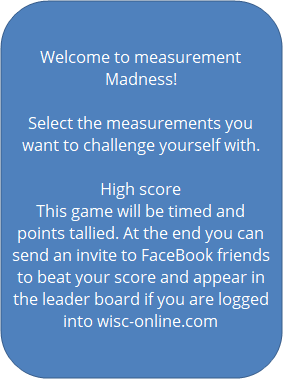 Welcome to measurement
Madness!
Select the measurements you
want to challenge yourself with.
High score
This game will be timed and
points tallied. At the end you can
send an invite to FaceBook friends
to beat your score and appear in
the leader board if you are logged
into wisc-online.com